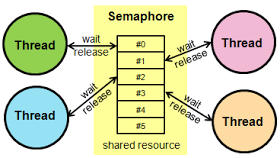 Semaphore
Thread
wait
release
#0
#1
#2
#3
#4
#5
wait
release
Thread
Thread
wait
release
wait
release
Thread
shared resource